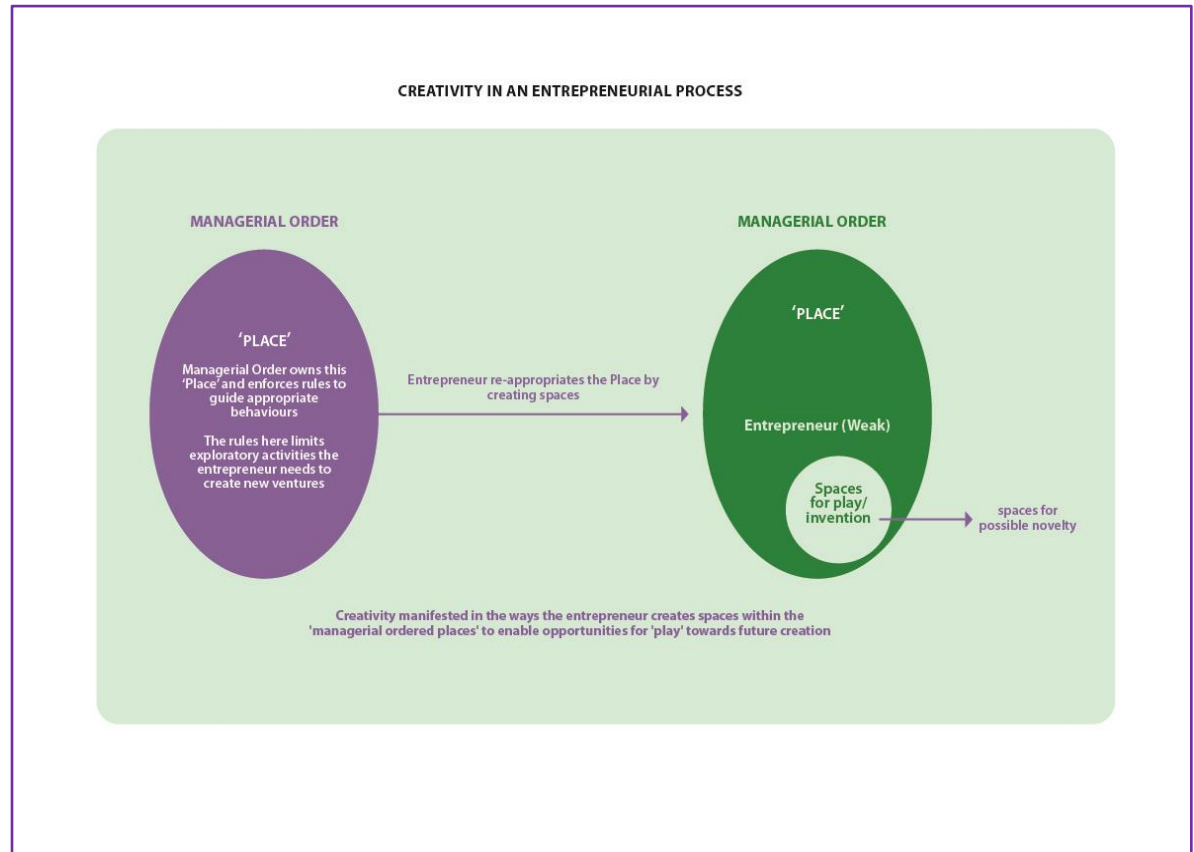 CREATIVITY IN AN ENTREPRENEURIAL PROCESS
MANAGERIAL ORDER
'PLACE'
Managerial Order owns this
'Place' and enforces rules to
guide appropriate
behaviours
The rules here limits
exploratory activities the
entrepreneur needs to
create new ventures
Entrepreneur re-appropriates the Place by
creating spaces
MANAGERIAL ORDER
'PLACE'
Entrepreneur (Weak)
Spaces
for play/
invention
spaces for
possible novelty
Creativity manifested in the ways the entrepreneur creates spaces within the
'managerial ordered places' to enable opportunities for 'play' towards future creation